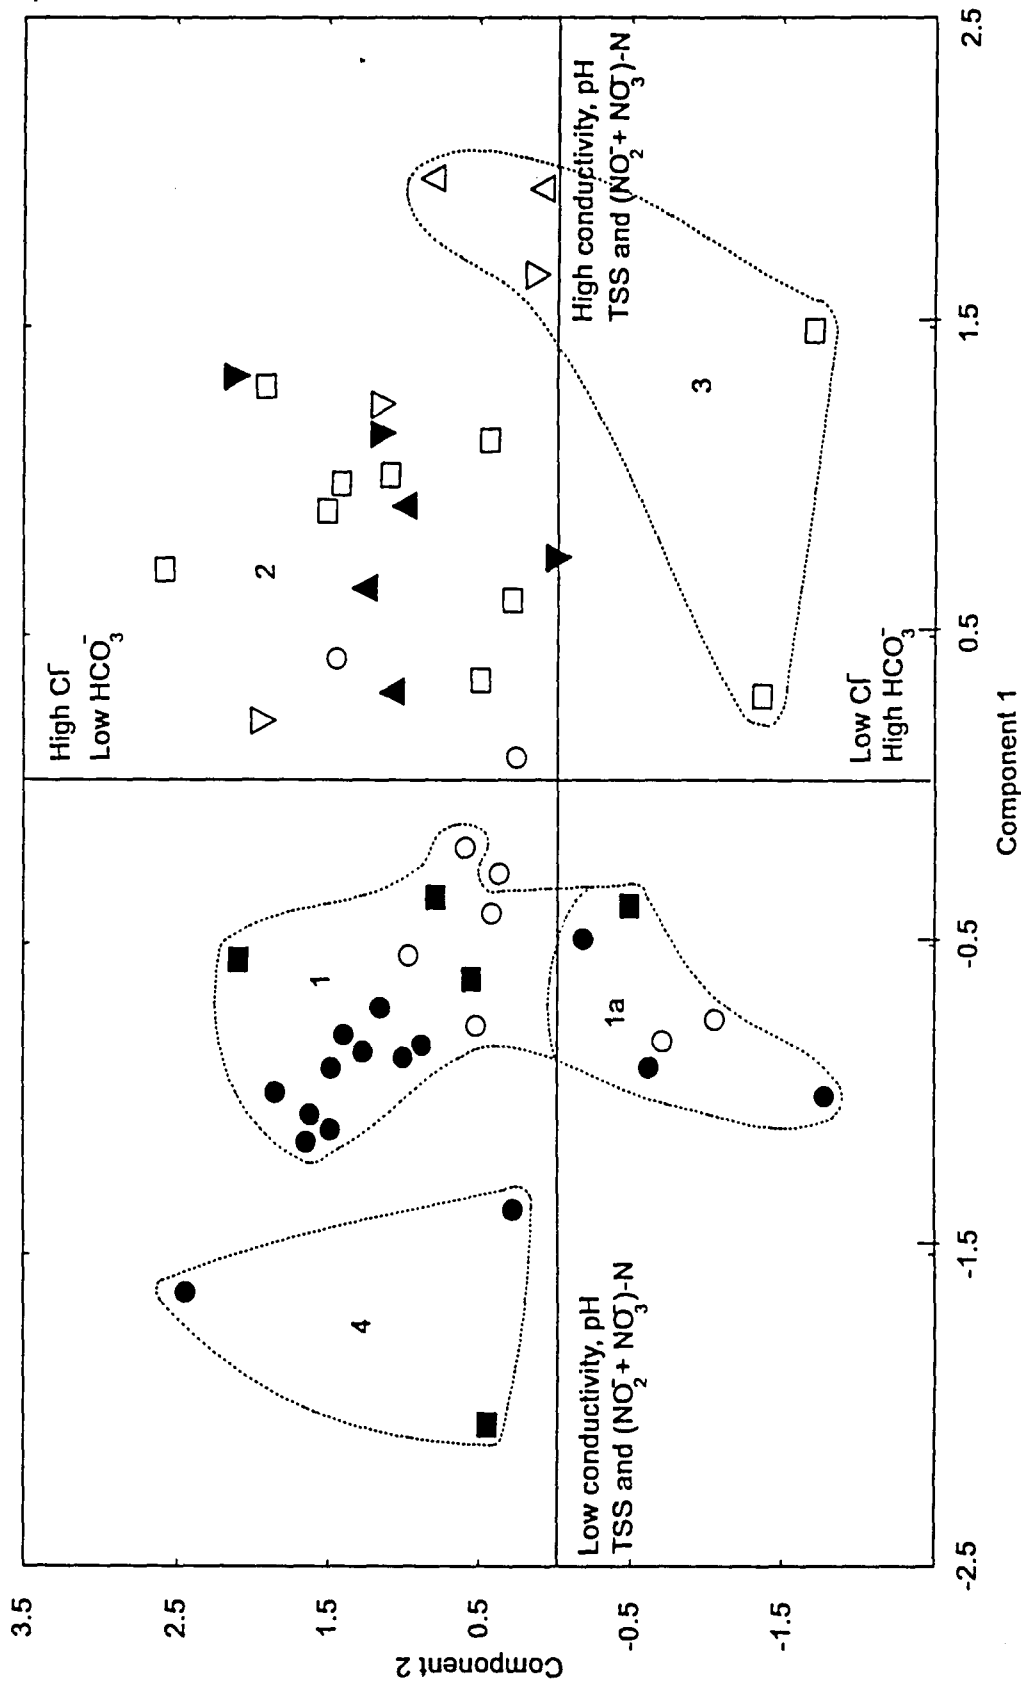 3.5
2.5
1.5
0.5
-0.5
-1.5
Component 2
-2.5
-1.5
-0.5
0.5
1.5
2.5
Component 1
High Cl⁻
Low HCO₃⁻
Low Cl⁻
High HCO₃⁻
Low conductivity, pH
TSS and (NO₂⁻ + NO₃⁻)-N
High conductivity, pH
TSS and (NO₂⁻ + NO₃⁻)-N
4
1
1a
2
3